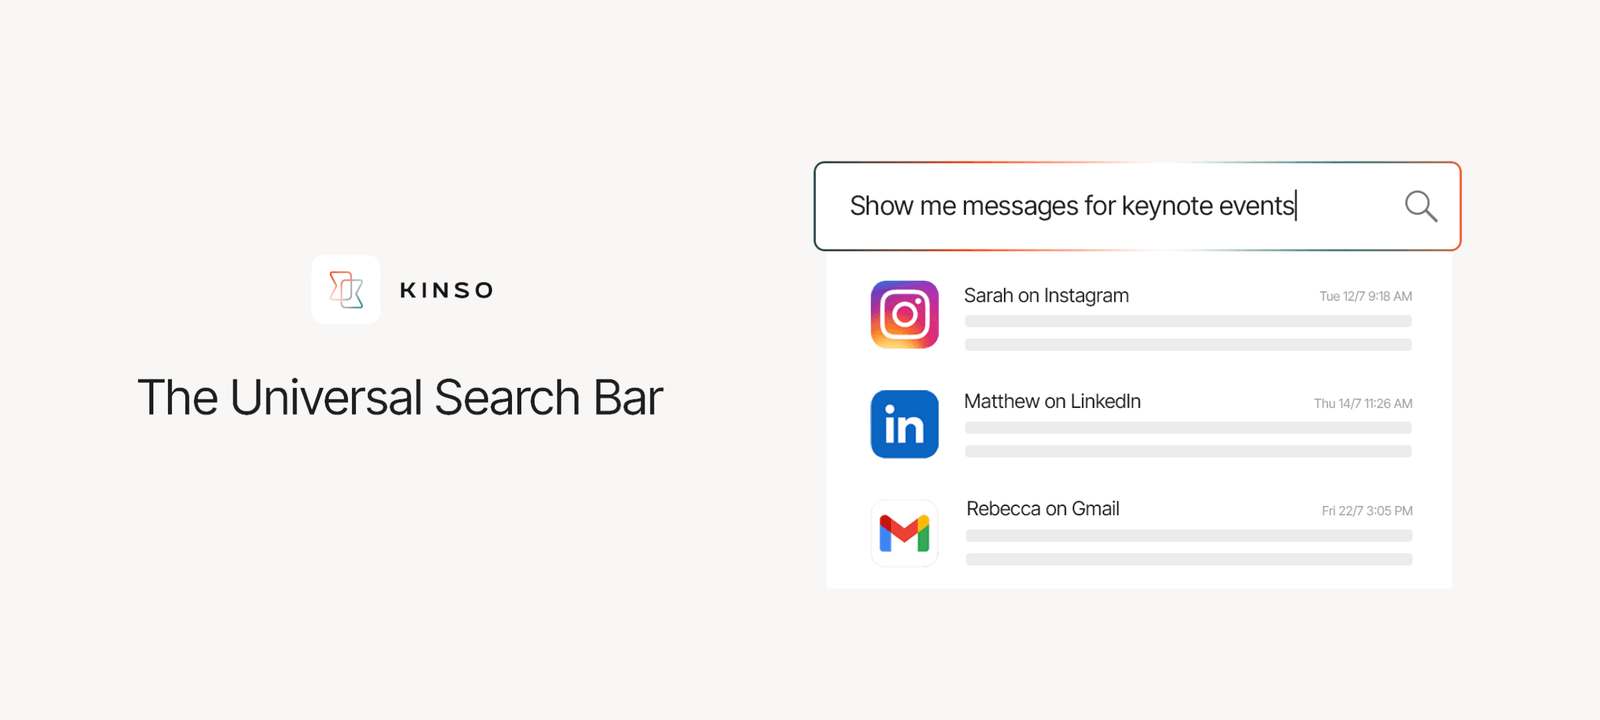 KINSO
The Universal Search Bar
Show me messages for keynote events
Sarah on Instagram
Tue 12/7 9:18 AM
in
Matthew on LinkedIn
Thu 14/7 11:26 AM
Rebecca on Gmail
Fri 22/7 3:05 PM